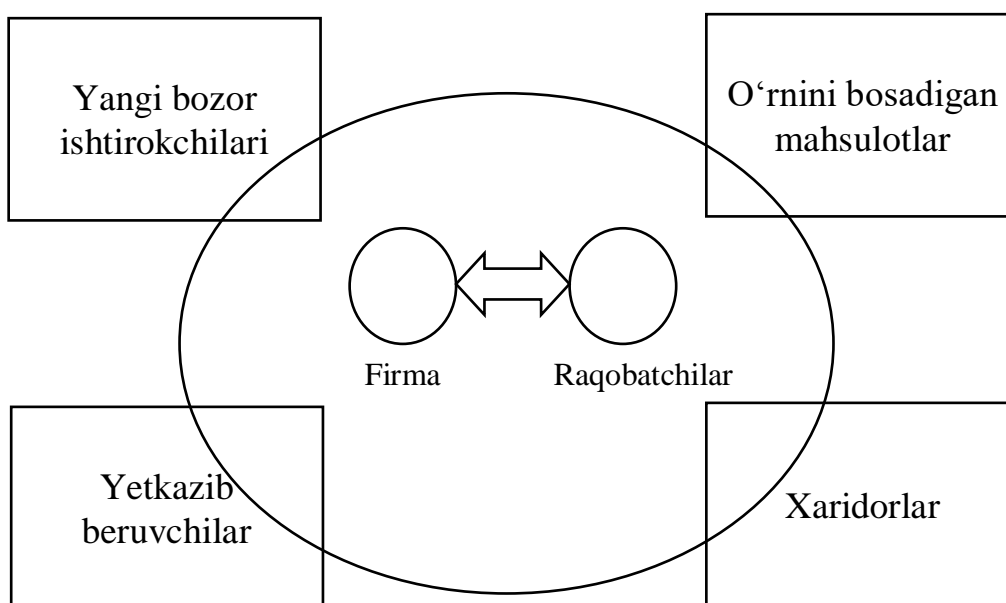 Yangi bozor
ishtirokchilari
O‘rnini bosadigan
mahsulotlar
Firma
Raqobatchilar
Yetkazib
beruvchilar
Xaridorlar